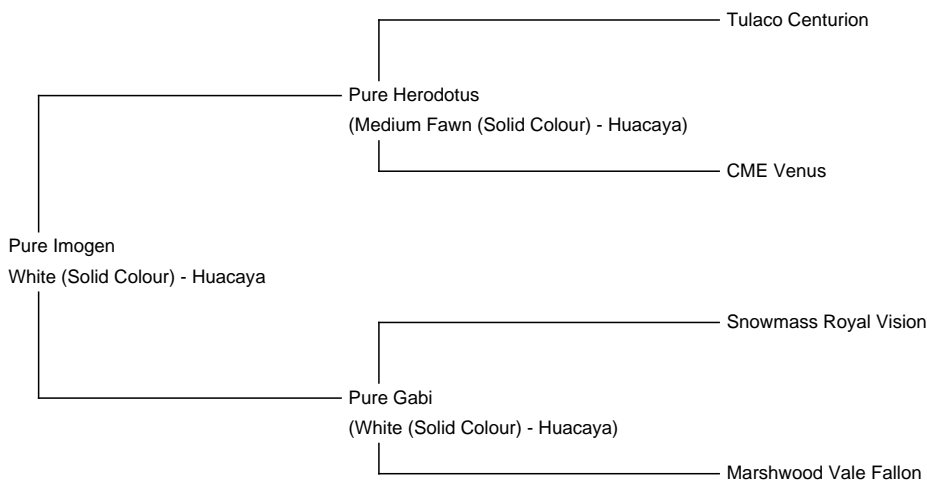 Tulaco Centurion
Pure Herodotus
(Medium Fawn (Solid Colour) - Huacaya)
CME Venus
Pure Imogen
White (Solid Colour) - Huacaya
Snowmass Royal Vision
Pure Gabi
(White (Solid Colour) - Huacaya)
Marshwood Vale Fallon